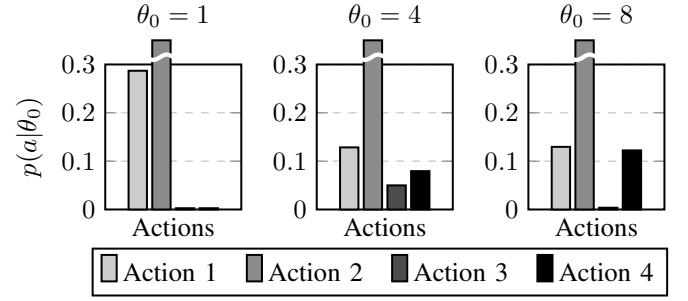 θ₀ = 1 θ₀ = 4 θ₀ = 8
p(a|θ₀)
0.3 0.3 0.3
0.2 0.2 0.2
0.1 0.1 0.1
0 0 0
Actions Actions Actions
Action 1 Action 2 Action 3 Action 4